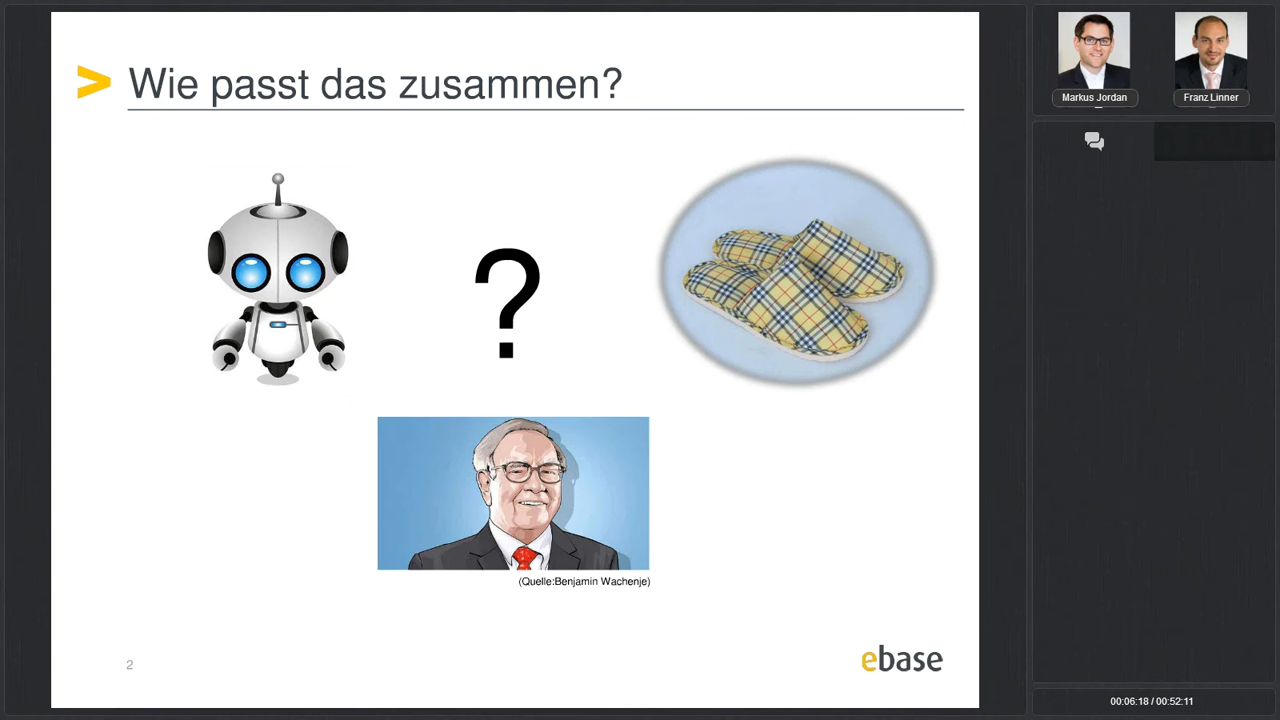 > Wie passt das zusammen?
?
(Quelle:Benjamin Wachenje)
2
ebase
Markus Jordan
Franz Linner
00:06:18 / 00:52:11